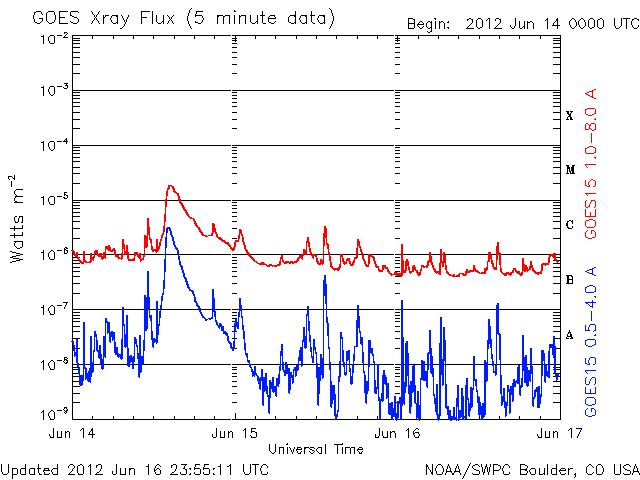 GOES Xray Flux (5 minute data)
Begin: 2012 Jun 14 0000 UTC
10⁻²
10⁻³
10⁻⁴
10⁻⁵
10⁻⁶
10⁻⁷
10⁻⁸
10⁻⁹
Watts m⁻²
X
M
C
B
A
GOES15 1.0-8.0 A
GOES15 0.5-4.0 A
Jun 14
Jun 15
Jun 16
Jun 17
Universal Time
Updated 2012 Jun 16 23:55:11 UTC
NOAA/SWPC Boulder, CO USA